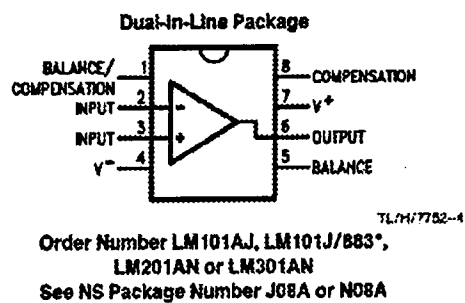 Dual-In-Line Package
BALANCE/
COMPENSATION
1
8
COMPENSATION
INPUT
2
-
7
V+
INPUT
3
+
6
OUTPUT
V-
4
5
BALANCE
TL/H/7752-4
Order Number LM101AJ, LM101J/883*,
LM201AN or LM301AN
See NS Package Number J08A or N08A